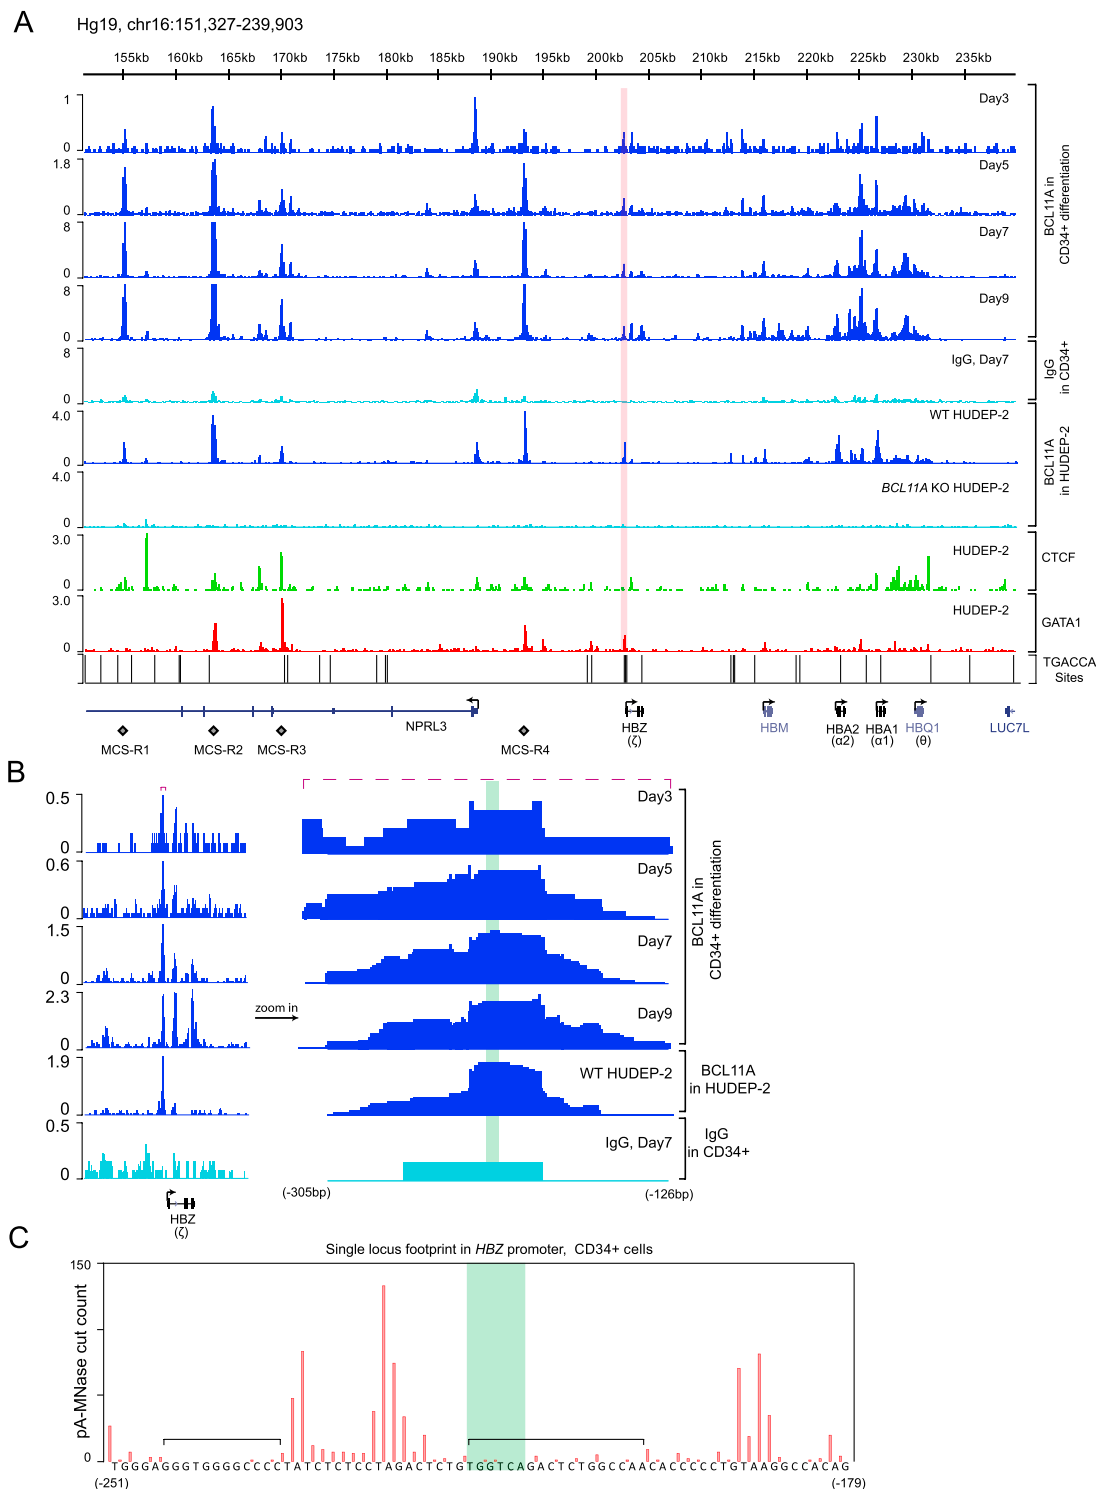 A
Hg19, chr16:151,327-239,903
155kb 160kb 165kb 170kb 175kb 180kb 185kb 190kb 195kb 200kb 205kb 210kb 215kb 220kb 225kb 230kb 235kb
1
0
Day3
1.8
0
Day5
8
0
Day7
8
0
Day9
BCL11A in
CD34+ differentiation
8
0
IgG, Day7
IgG
in CD34+
4.0
0
WT HUDEP-2
4.0
0
BCL11A KO HUDEP-2
BCL11A
in HUDEP-2
3.0
0
HUDEP-2
CTCF
3.0
0
HUDEP-2
GATA1
TGACCA
Sites
NPRL3
HBZ
(ζ)
HBM
HBA2
(α2)
HBA1
(α1)
HBQ1
(θ)
LUC7L
MCS-R1 MCS-R2 MCS-R3 MCS-R4
B
0.5
0
Day3
0.6
0
Day5
1.5
0
Day7
2.3
0
zoom in
Day9
BCL11A in
CD34+ differentiation
1.9
0
WT HUDEP-2
BCL11A
in HUDEP-2
0.5
0
IgG, Day7
IgG
in CD34+
(-305bp) (-126bp)
HBZ
(ζ)
C
Single locus footprint in HBZ promoter, CD34+ cells
150
0
pA-MNase cut count
TGGGAGGGTGGGGCCCCTATCTCTCCTAGACTCTGTGGTCAGACTCTGGCCAACACCCCCTGTAAGGCCACAG
(-251) (-179)